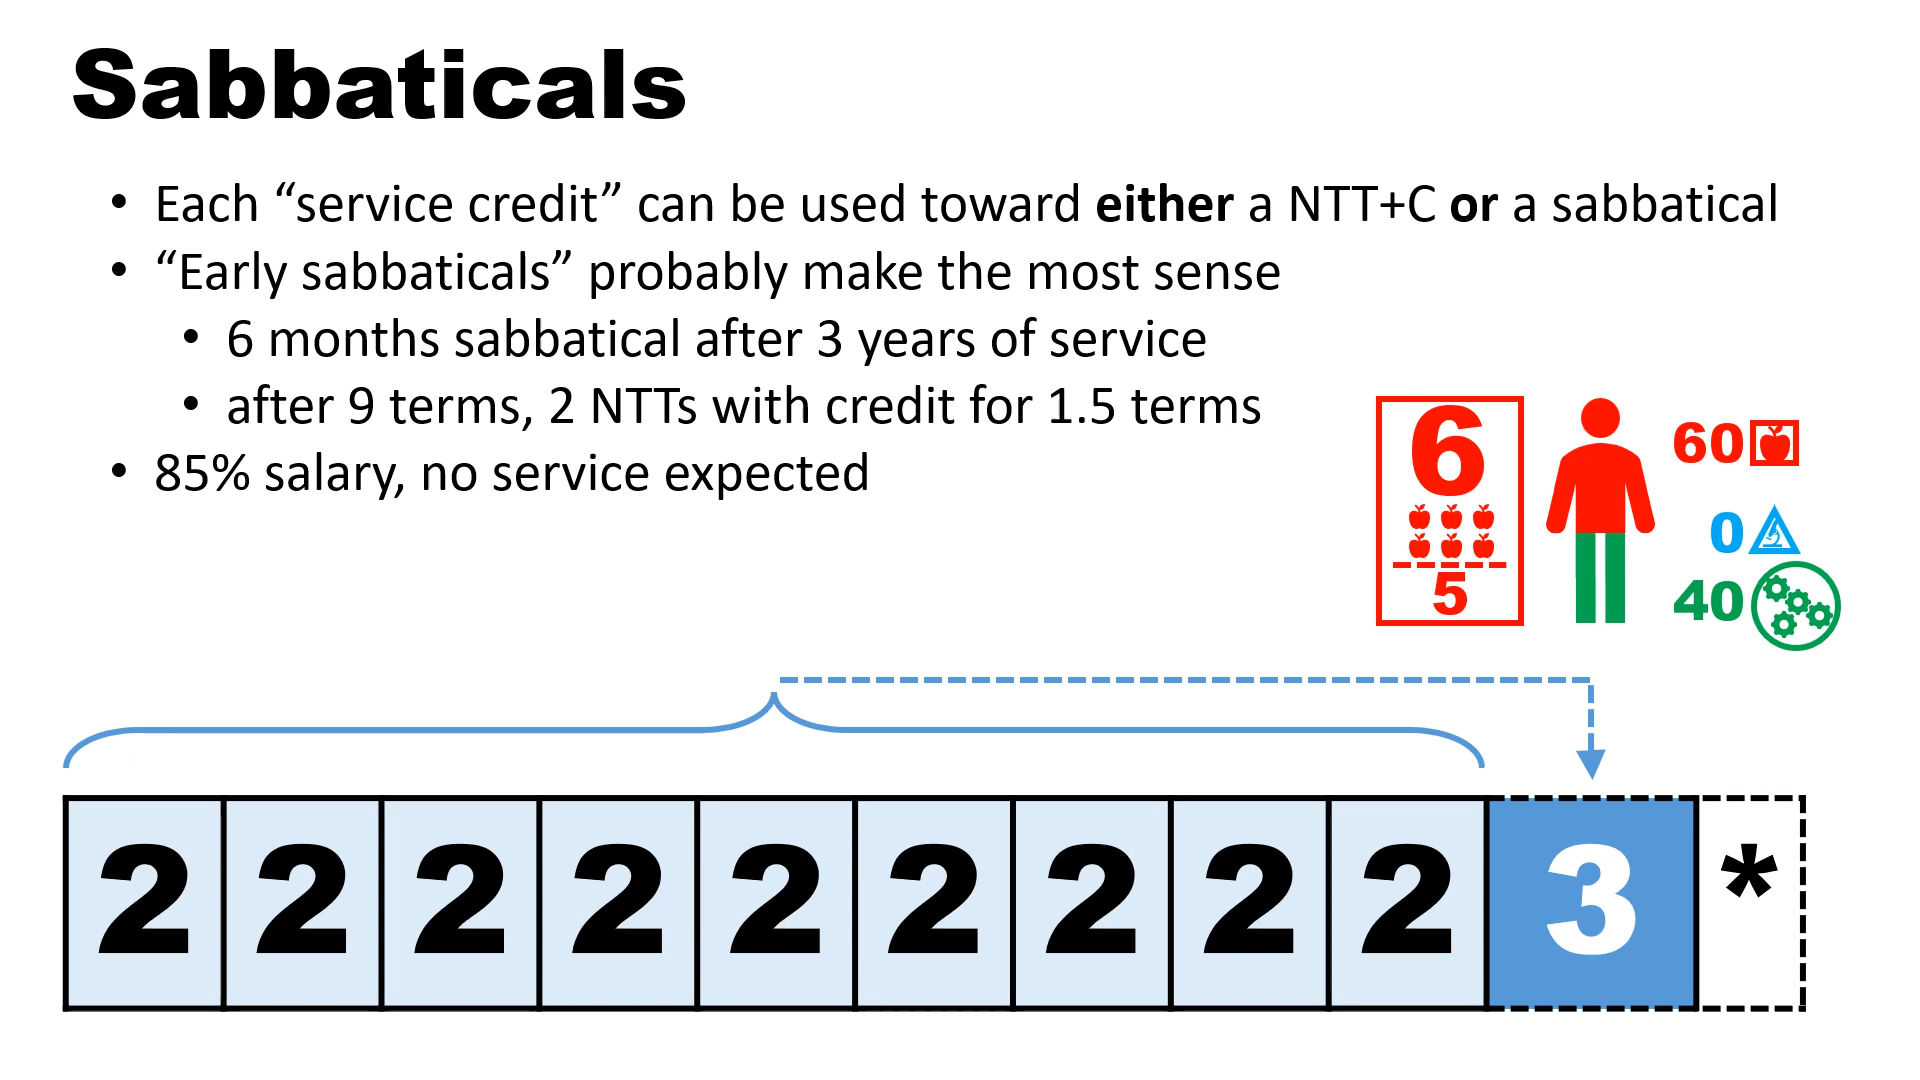 Sabbaticals
• Each “service credit” can be used toward either a NTT+C or a sabbatical
• “Early sabbaticals” probably make the most sense
• 6 months sabbatical after 3 years of service
• after 9 terms, 2 NTTs with credit for 1.5 terms
• 85% salary, no service expected
6
5
60
0
40
2 2 2 2 2 2 2 2 2 3 *